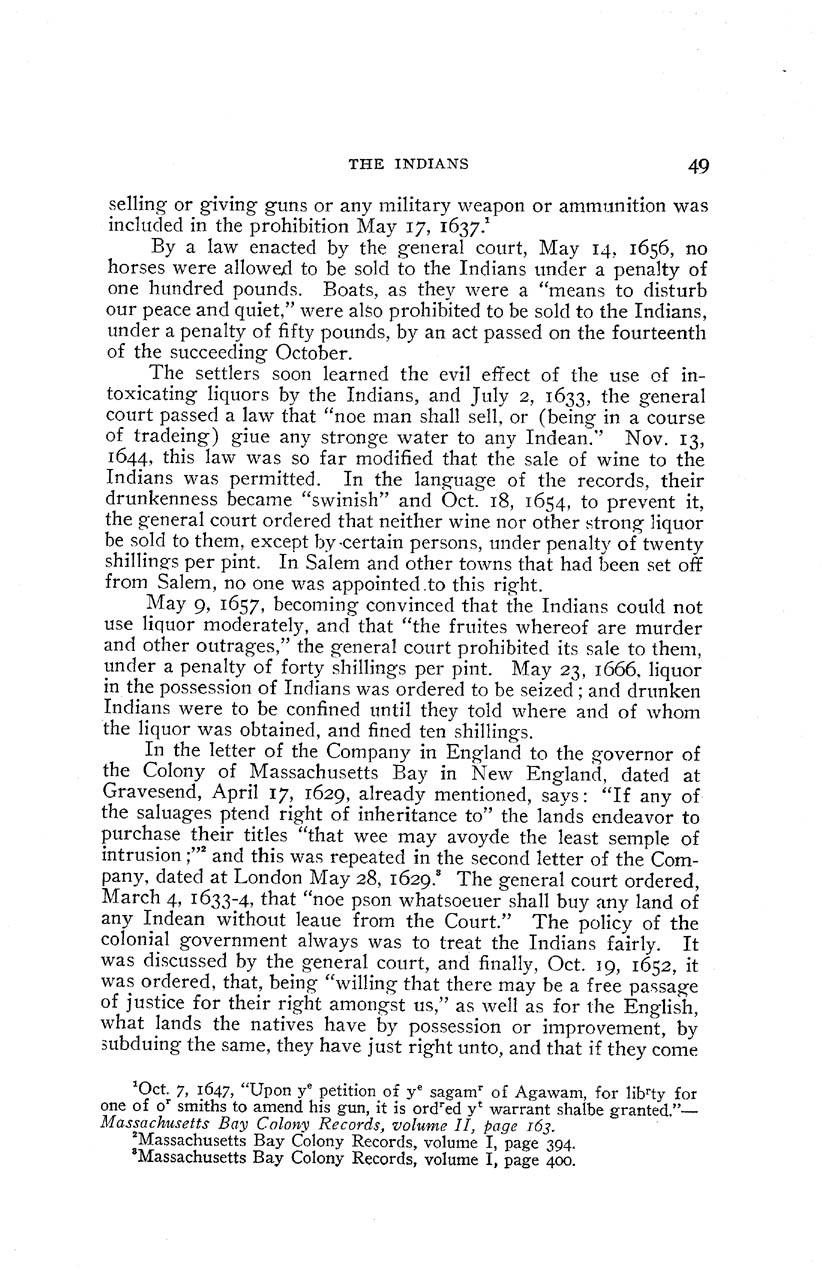 THE INDIANS 49
selling or giving guns or any military weapon or ammunition was
included in the prohibition May 17, 1637.¹
By a law enacted by the general court, May 14, 1656, no
horses were allowed to be sold to the Indians under a penalty of
one hundred pounds. Boats, as they were a "means to disturb
our peace and quiet," were also prohibited to be sold to the Indians,
under a penalty of fifty pounds, by an act passed on the fourteenth
of the succeeding October.
The settlers soon learned the evil effect of the use of in-
toxicating liquors by the Indians, and July 2, 1633, the general
court passed a law that "noe man shall sell, or (being in a course
of tradeing) giue any stronge water to any Indean." Nov. 13,
1644, this law was so far modified that the sale of wine to the
Indians was permitted. In the language of the records, their
drunkenness became "swinish" and Oct. 18, 1654, to prevent it,
the general court ordered that neither wine nor other strong liquor
be sold to them, except by certain persons, under penalty of twenty
shillings per pint. In Salem and other towns that had been set off
from Salem, no one was appointed to this right.
May 9, 1657, becoming convinced that the Indians could not
use liquor moderately, and that "the fruites whereof are murder
and other outrages," the general court prohibited its sale to them,
under a penalty of forty shillings per pint. May 23, 1666, liquor
in the possession of Indians was ordered to be seized; and drunken
Indians were to be confined until they told where and of whom
the liquor was obtained, and fined ten shillings.
In the letter of the Company in England to the governor of
the Colony of Massachusetts Bay in New England, dated at
Gravesend, April 17, 1629, already mentioned, says: "If any of
the saluages ptend right of inheritance to" the lands endeavor to
purchase their titles "that wee may avoyde the least semple of
intrusion;"² and this was repeated in the second letter of the Com-
pany, dated at London May 28, 1629.³ The general court ordered,
March 4, 1633-4, that "noe pson whatsoeuer shall buy any land of
any Indean without leaue from the Court." The policy of the
colonial government always was to treat the Indians fairly. It
was discussed by the general court, and finally, Oct. 19, 1652, it
was ordered, that, being "willing that there may be a free passage
of justice for their right amongst us," as well as for the English,
what lands the natives have by possession or improvement, by
subduing the same, they have just right unto, and that if they come
¹Oct. 7, 1647, "Upon yᵉ petition of yᵉ sagamʳ of Agawam, for libʳty for
one of oʳ smiths to amend his gun, it is ordʳed yᵗ warrant shalbe granted."—
Massachusetts Bay Colony Records, volume II, page 163.
²Massachusetts Bay Colony Records, volume I, page 394.
³Massachusetts Bay Colony Records, volume I, page 400.